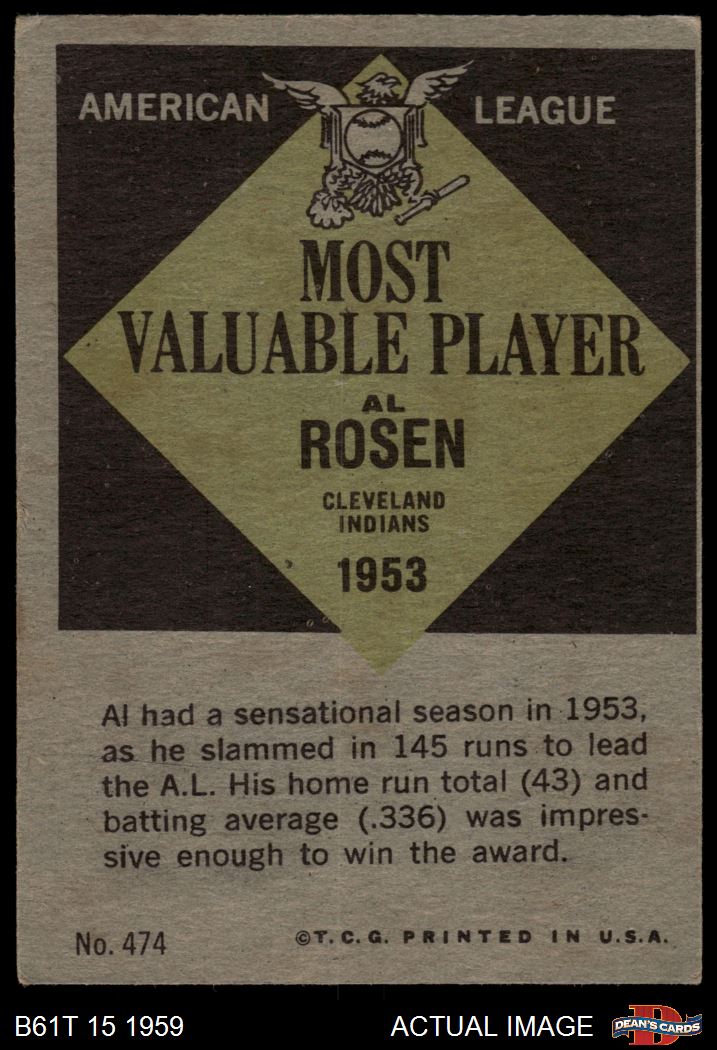 AMERICAN LEAGUE
MOST
VALUABLE PLAYER
AL
ROSEN
CLEVELAND
INDIANS
1953
Al had a sensational season in 1953,
as he slammed in 145 runs to lead
the A.L. His home run total (43) and
batting average (.336) was impres-
sive enough to win the award.
No. 474 ©T.C.G. PRINTED IN U.S.A.
B61T 15 1959 ACTUAL IMAGE D DEAN'S CARDS